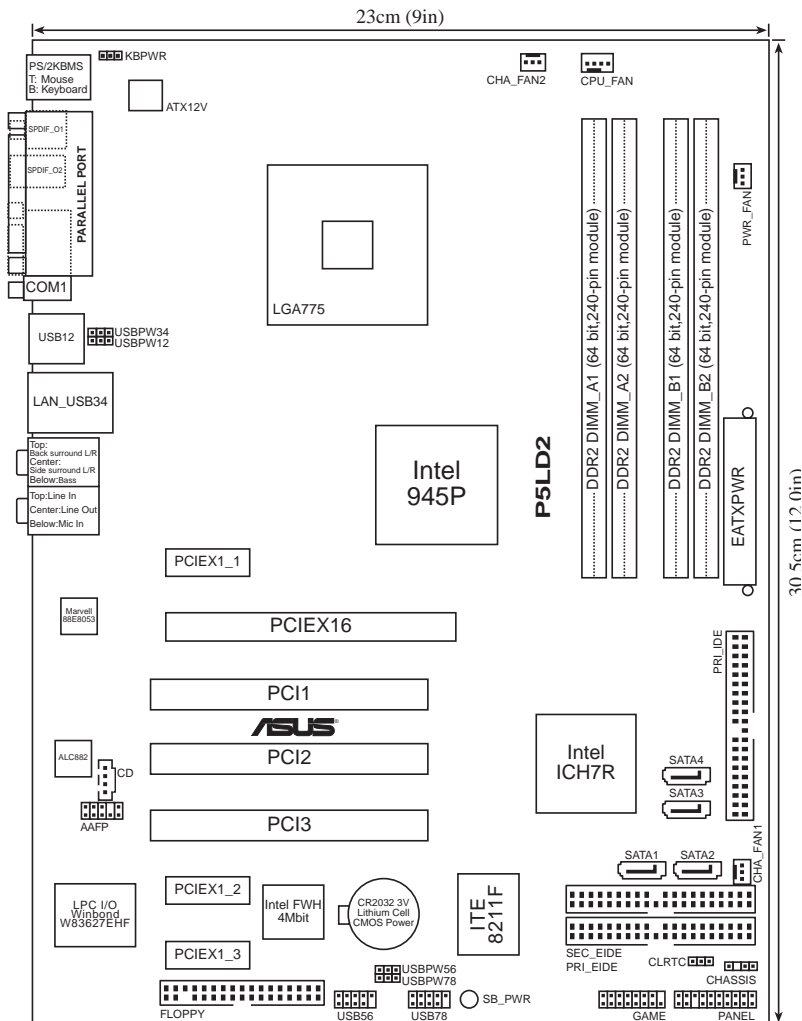 23cm (9in)
PS/2KBMS
T: Mouse
B: Keyboard
KBPWR
ATX12V
CHA_FAN2
CPU_FAN
SPDIF_O1
SPDIF_O2
PARALLEL PORT
PWR_FAN
COM1
LGA775
DDR2 DIMM_A1 (64 bit,240-pin module)
DDR2 DIMM_A2 (64 bit,240-pin module)
DDR2 DIMM_B1 (64 bit,240-pin module)
DDR2 DIMM_B2 (64 bit,240-pin module)
USB12
USBPW34
USBPW12
LAN_USB34
Top:
Back surround L/R
Center:
Side surround L/R
Below:Bass
Top:Line In
Center:Line Out
Below:Mic In
Intel
945P
P5LD2
EATXPWR
30.5cm (12.0in)
PCIEX1_1
Marvell
88E8053
PCIEX16
PRI_IDE
PCI1
ASUS
ALC882
CD
PCI2
Intel
ICH7R
SATA4
SATA3
AAFP
PCI3
SATA1
SATA2
CHA_FAN1
LPC I/O
Winbond
W83627EHF
PCIEX1_2
Intel FWH
4Mbit
CR2032 3V
Lithium Cell
CMOS Power
ITE
8211F
SEC_EIDE
PRI_EIDE
CLRTC
CHASSIS
PCIEX1_3
USBPW56
USBPW78
FLOPPY
USB56
USB78
SB_PWR
GAME
PANEL